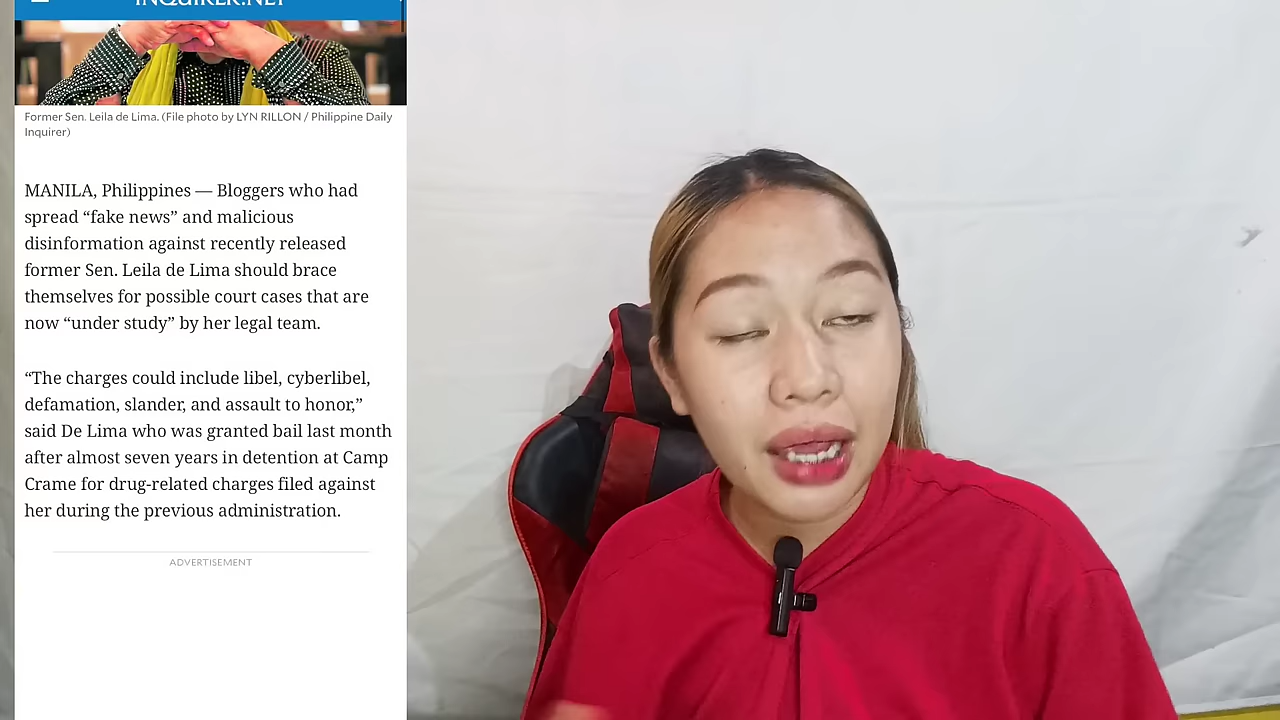 INQUIRER.NET
Former Sen. Leila de Lima. (File photo by LYN RILLON / Philippine Daily
Inquirer)
MANILA, Philippines — Bloggers who had
spread “fake news” and malicious
disinformation against recently released
former Sen. Leila de Lima should brace
themselves for possible court cases that are
now “under study” by her legal team.
“The charges could include libel, cyberlibel,
defamation, slander, and assault to honor,”
said De Lima who was granted bail last month
after almost seven years in detention at Camp
Crame for drug-related charges filed against
her during the previous administration.
ADVERTISEMENT